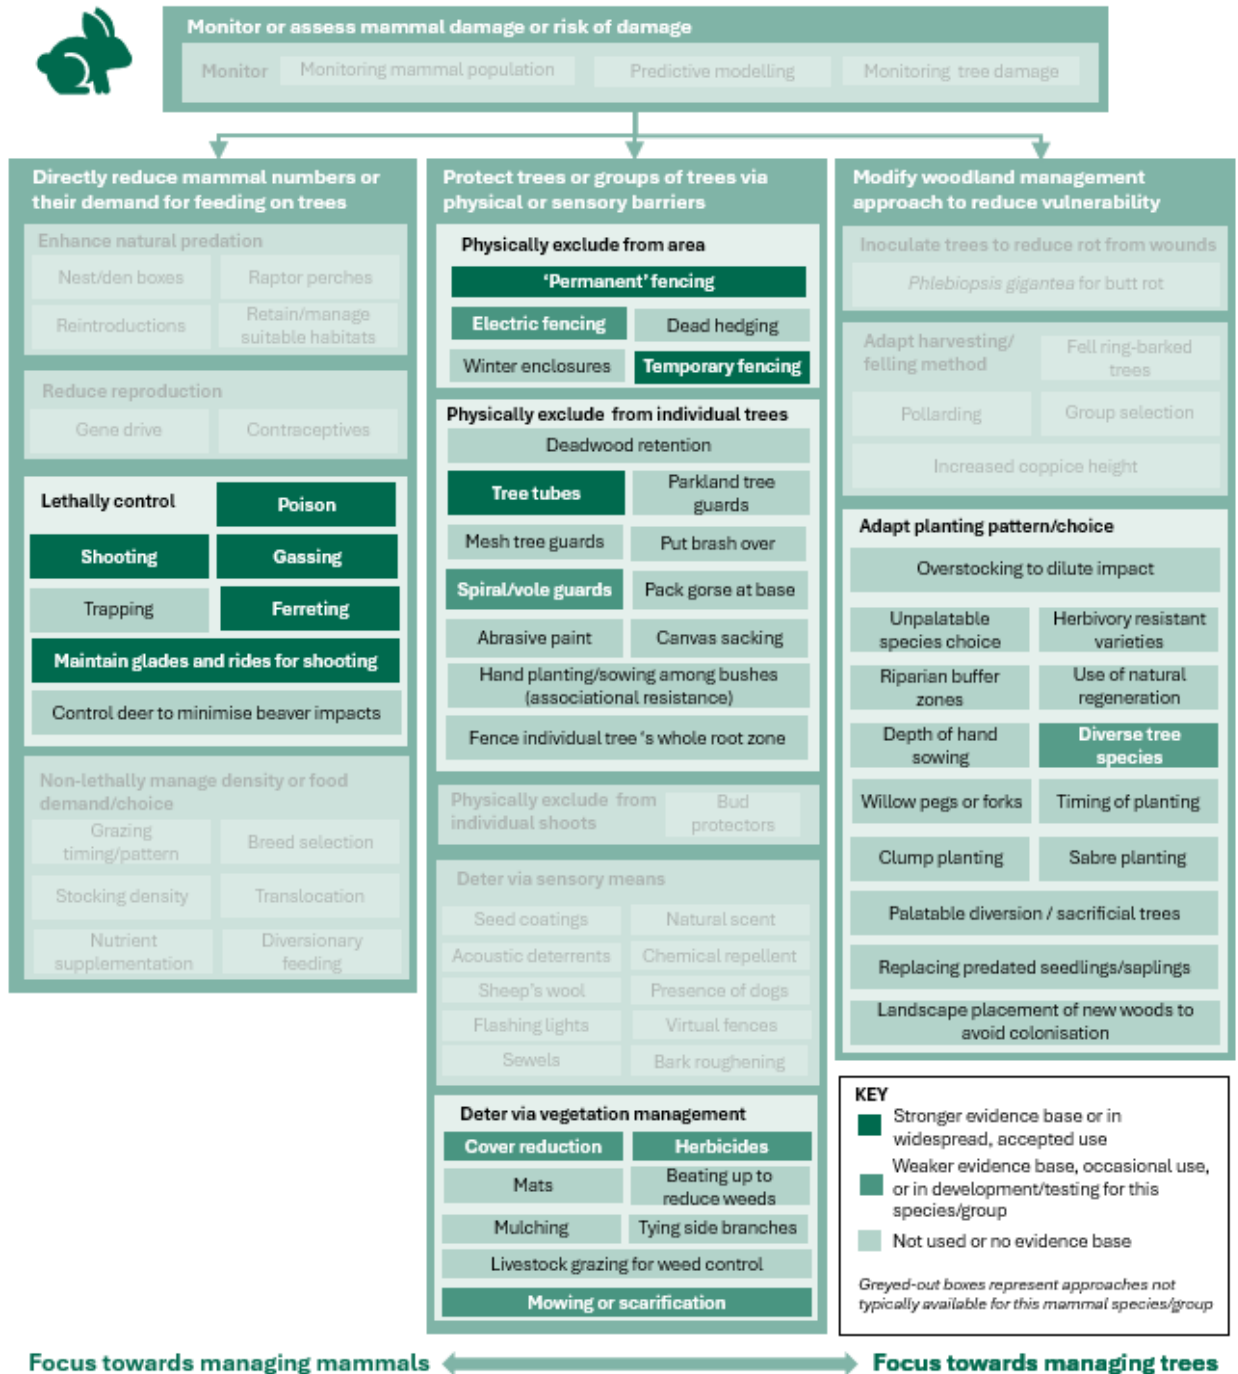 Monitor or assess mammal damage or risk of damage
Monitor
Monitoring mammal population
Predictive modelling
Monitoring tree damage
Directly reduce mammal numbers or
their demand for feeding on trees
Enhance natural predation
Nest/den boxes
Raptor perches
Reintroductions
Retain/manage
suitable habitats
Reduce reproduction
Gene drive
Contraceptives
Lethally control
Poison
Shooting
Gassing
Trapping
Ferreting
Maintain glades and rides for shooting
Control deer to minimise beaver impacts
Non-lethally manage density or food
demand/choice
Grazing
timing/pattern
Breed selection
Stocking density
Translocation
Nutrient
supplementation
Diversionary
feeding
Protect trees or groups of trees via
physical or sensory barriers
Physically exclude from area
‘Permanent’ fencing
Electric fencing
Dead hedging
Winter enclosures
Temporary fencing
Physically exclude from individual trees
Deadwood retention
Tree tubes
Parkland tree
guards
Mesh tree guards
Put brash over
Spiral/vole guards
Pack gorse at base
Abrasive paint
Canvas sacking
Hand planting/sowing among bushes
(associational resistance)
Fence individual tree's whole root zone
Physically exclude from
individual shoots
Bud
protectors
Deter via sensory means
Seed coatings
Natural scent
Acoustic deterrents
Chemical repellent
Sheep's wool
Presence of dogs
Flashing lights
Virtual fences
Sewels
Bark roughening
Deter via vegetation management
Cover reduction
Herbicides
Mats
Beating up to
reduce weeds
Mulching
Tying side branches
Livestock grazing for weed control
Mowing or scarification
Modify woodland management
approach to reduce vulnerability
Inoculate trees to reduce rot from wounds
Phlebiopsis gigantea for butt rot
Adapt harvesting/
felling method
Fell ring-barked
trees
Pollarding
Group selection
Increased coppice height
Adapt planting pattern/choice
Overstocking to dilute impact
Unpalatable
species choice
Herbivory resistant
varieties
Riparian buffer
zones
Use of natural
regeneration
Depth of hand
sowing
Diverse tree
species
Willow pegs or forks
Timing of planting
Clump planting
Sabre planting
Palatable diversion / sacrificial trees
Replacing predated seedlings/saplings
Landscape placement of new woods to
avoid colonisation
KEY
Stronger evidence base or in
widespread, accepted use
Weaker evidence base, occasional use,
or in development/testing for this
species/group
Not used or no evidence base
Greyed-out boxes represent approaches not
typically available for this mammal species/group
Focus towards managing mammals
Focus towards managing trees